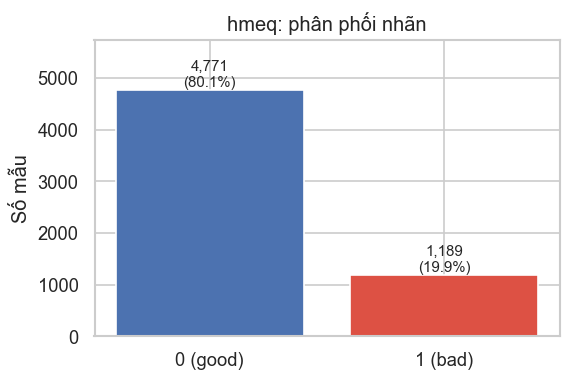 hmeq: phân phối nhãn
Số mẫu
5000
4000
3000
2000
1000
0
4,771
(80.1%)
1,189
(19.9%)
0 (good)
1 (bad)